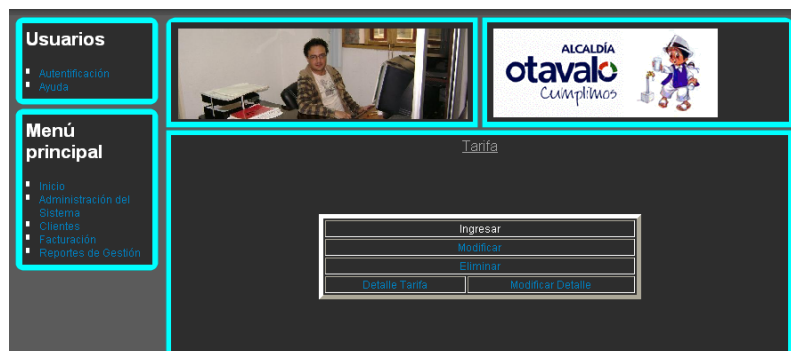 Usuarios
Autentificación
Ayuda
Menú
principal
Inicio
Administración del
Sistema
Clientes
Facturación
Reportes de Gestión
ALCALDÍA
otavalo
Cumplimos
Tarifa
Ingresar
Modificar
Eliminar
Detalle Tarifa
Modificar Detalle